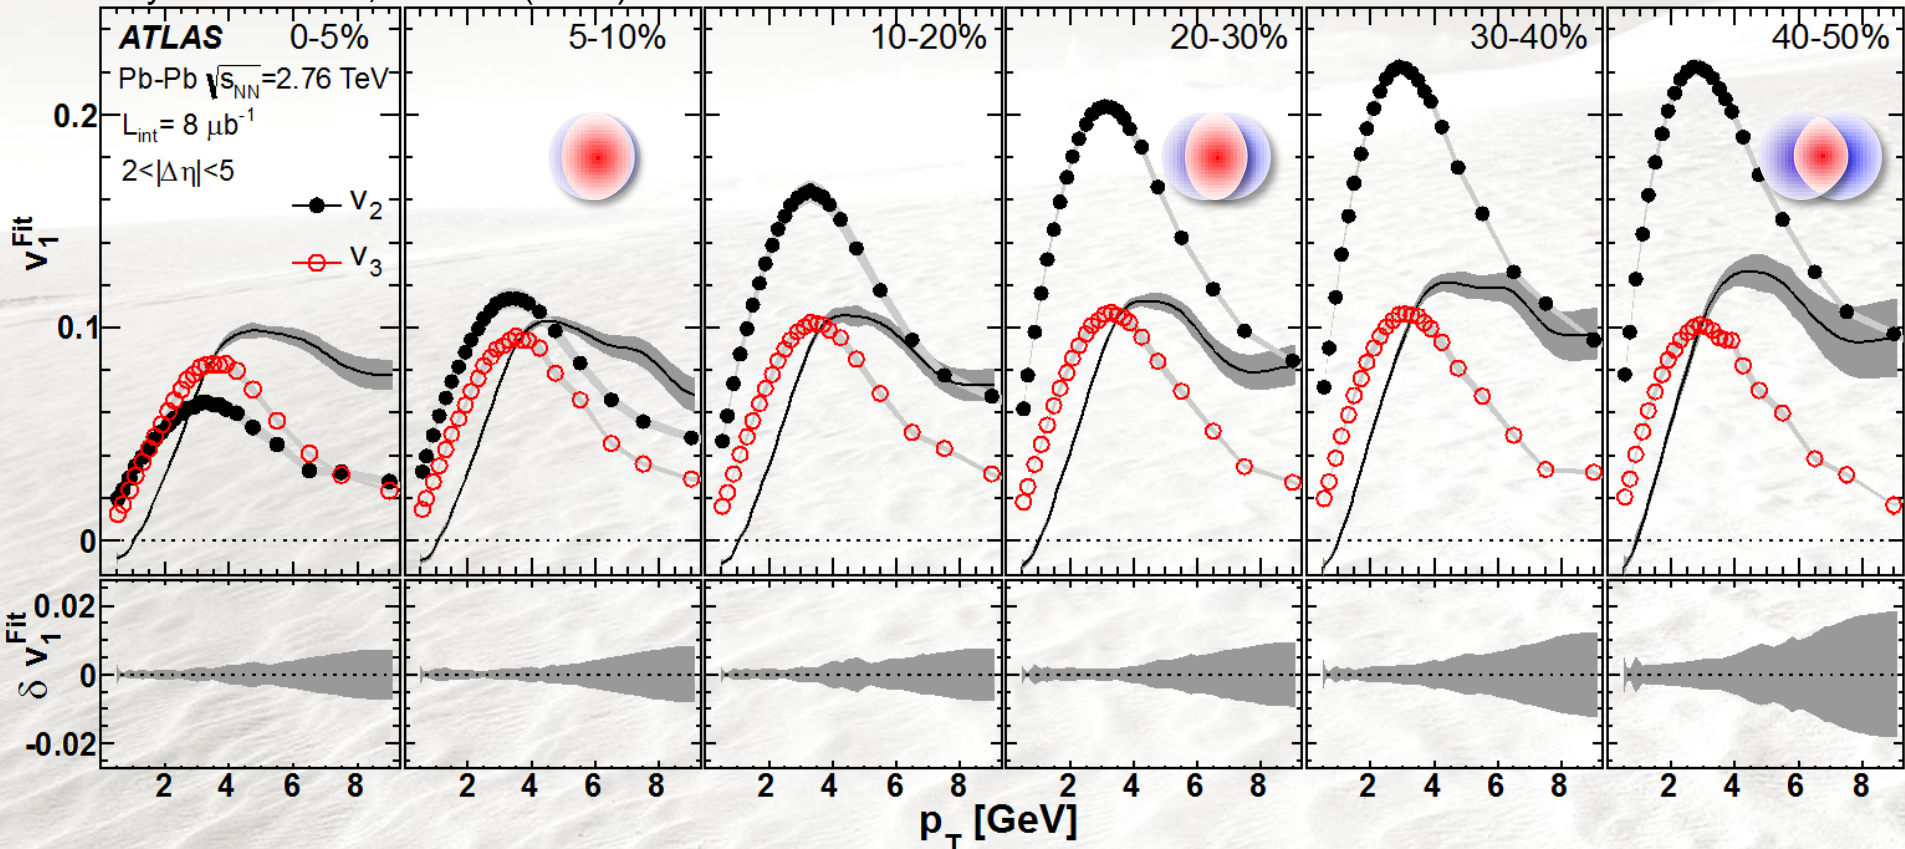 ATLAS 0-5%
Pb-Pb √sNN=2.76 TeV
Lint= 8 μb-1
2<|Δη|<5
v2
v3
5-10%
10-20%
20-30%
30-40%
40-50%
v1Fit
0.2
0.1
0
δ v1Fit
0.02
0
-0.02
2 4 6 8 2 4 6 8 2 4 6 8 2 4 6 8 2 4 6 8 2 4 6 8
pT [GeV]